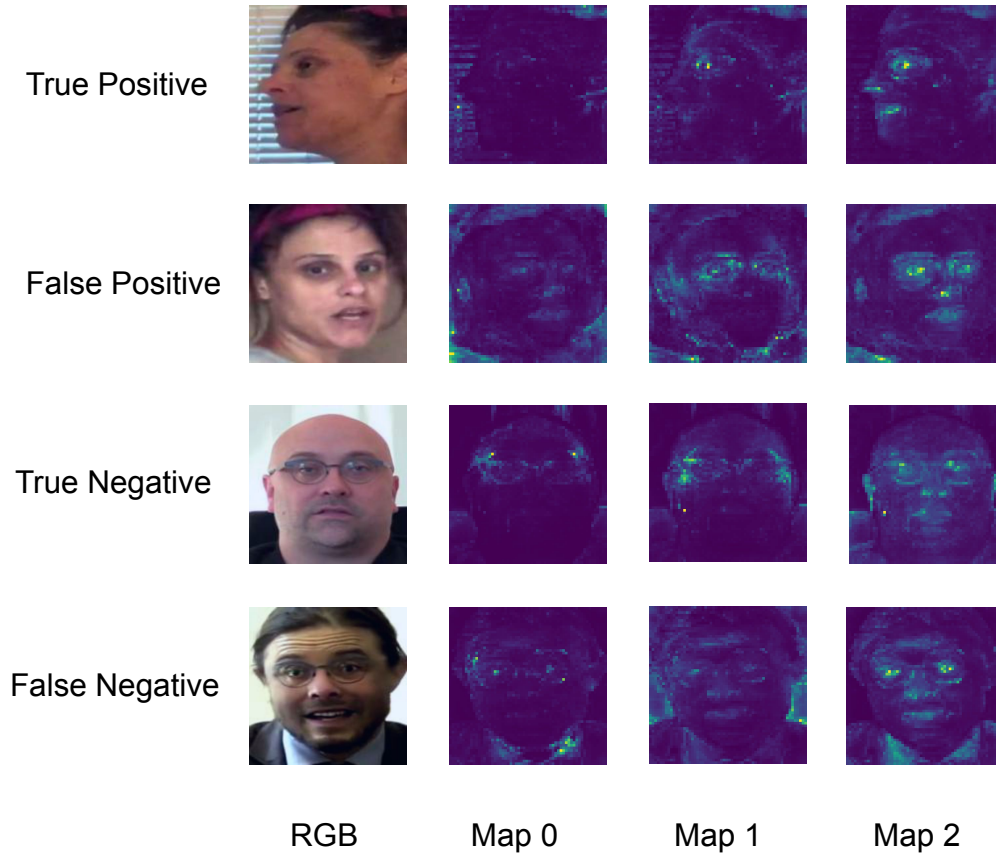 True Positive
False Positive
True Negative
False Negative
RGB Map 0 Map 1 Map 2